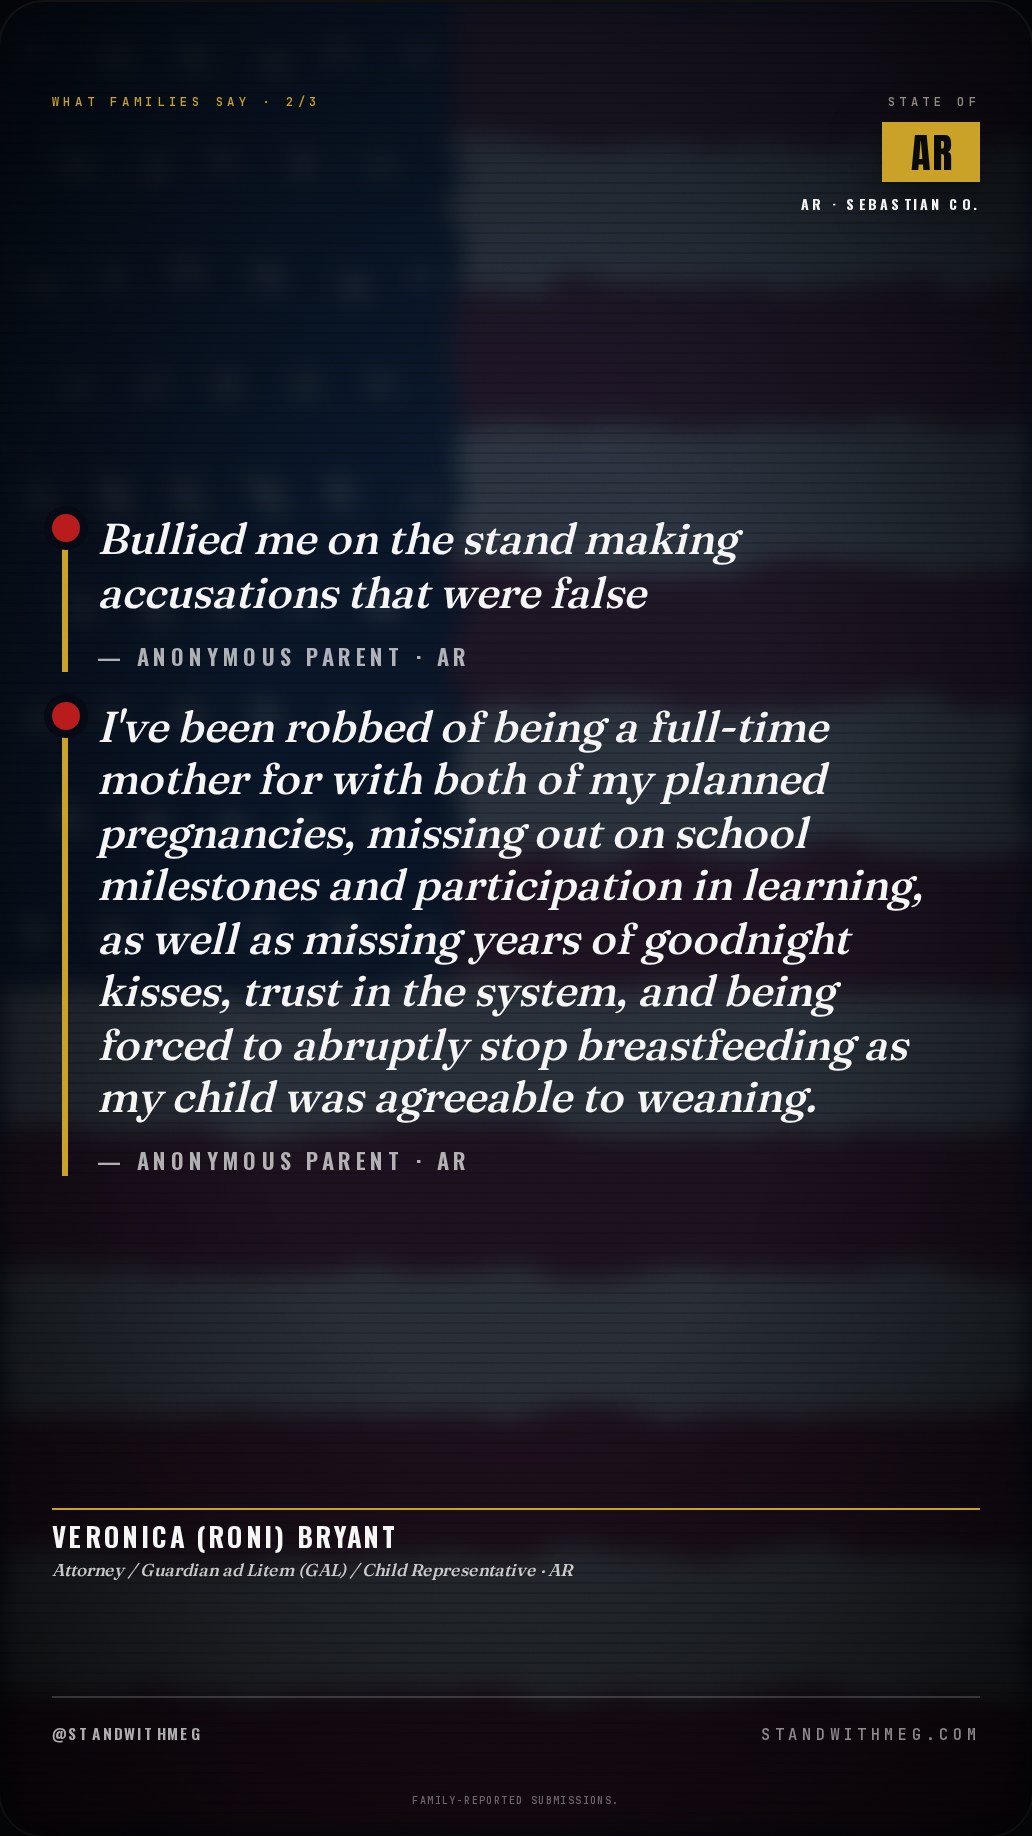 WHAT FAMILIES SAY · 2/3
STATE OF
AR
AR · SEBASTIAN CO.
Bullied me on the stand making
accusations that were false
— ANONYMOUS PARENT · AR
I've been robbed of being a full-time
mother for with both of my planned
pregnancies, missing out on school
milestones and participation in learning,
as well as missing years of goodnight
kisses, trust in the system, and being
forced to abruptly stop breastfeeding as
my child was agreeable to weaning.
— ANONYMOUS PARENT · AR
VERONICA (RONI) BRYANT
Attorney / Guardian ad Litem (GAL) / Child Representative · AR
@STANDWITHMEG
STANDWITHMEG.COM
FAMILY-REPORTED SUBMISSIONS.